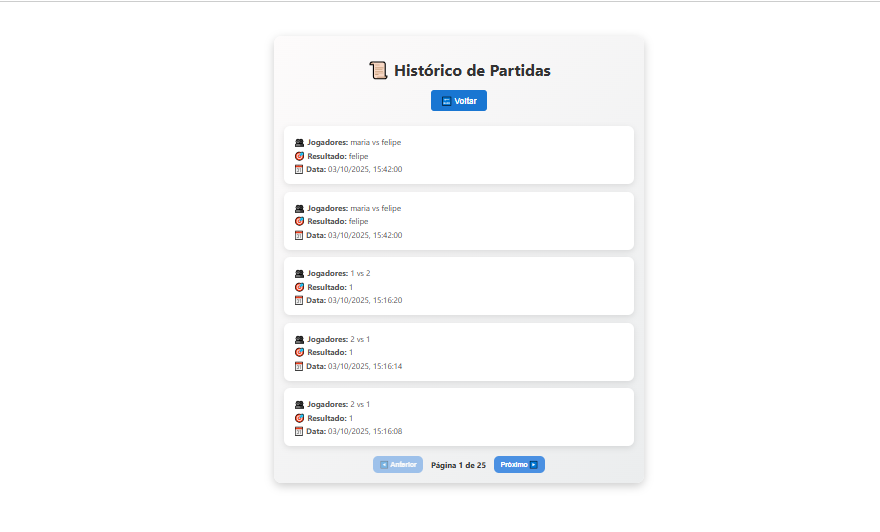 📜 Histórico de Partidas
Voltar
👥 Jogadores: maria vs felipe
🎯 Resultado: felipe
📅 Data: 03/10/2025, 15:42:00
👥 Jogadores: maria vs felipe
🎯 Resultado: felipe
📅 Data: 03/10/2025, 15:42:00
👥 Jogadores: 1 vs 2
🎯 Resultado: 1
📅 Data: 03/10/2025, 15:16:20
👥 Jogadores: 2 vs 1
🎯 Resultado: 1
📅 Data: 03/10/2025, 15:16:14
👥 Jogadores: 2 vs 1
🎯 Resultado: 1
📅 Data: 03/10/2025, 15:16:08
◀ Anterior Página 1 de 25 Próximo ▶